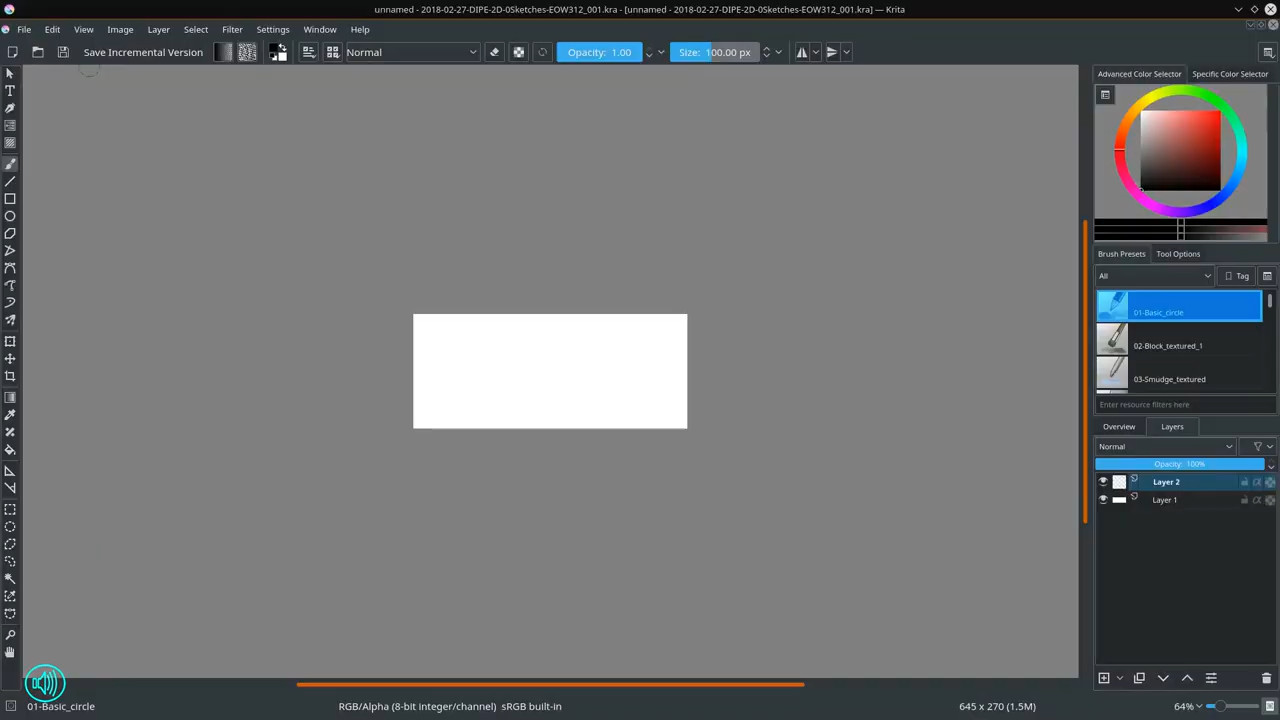 unnamed - 2018-02-27-DIPE-2D-0Sketches-EOW312_001.kra - [unnamed - 2018-02-27-DIPE-2D-0Sketches-EOW312_001.kra] — Krita
File Edit View Image Layer Select Filter Settings Window Help
Save Incremental Version Normal Opacity: 1.00 Size: 100.00 px
Advanced Color Selector Specific Color Selector
Brush Presets Tool Options
All Tag
01-Basic_circle
02-Block_textured_1
03-Smudge_textured
Enter resource filters here
Overview Layers
Normal
Opacity: 100%
Layer 2
Layer 1
01-Basic_circle RGB/Alpha (8-bit integer/channel) sRGB built-in 645 x 270 (1.5M) 64%